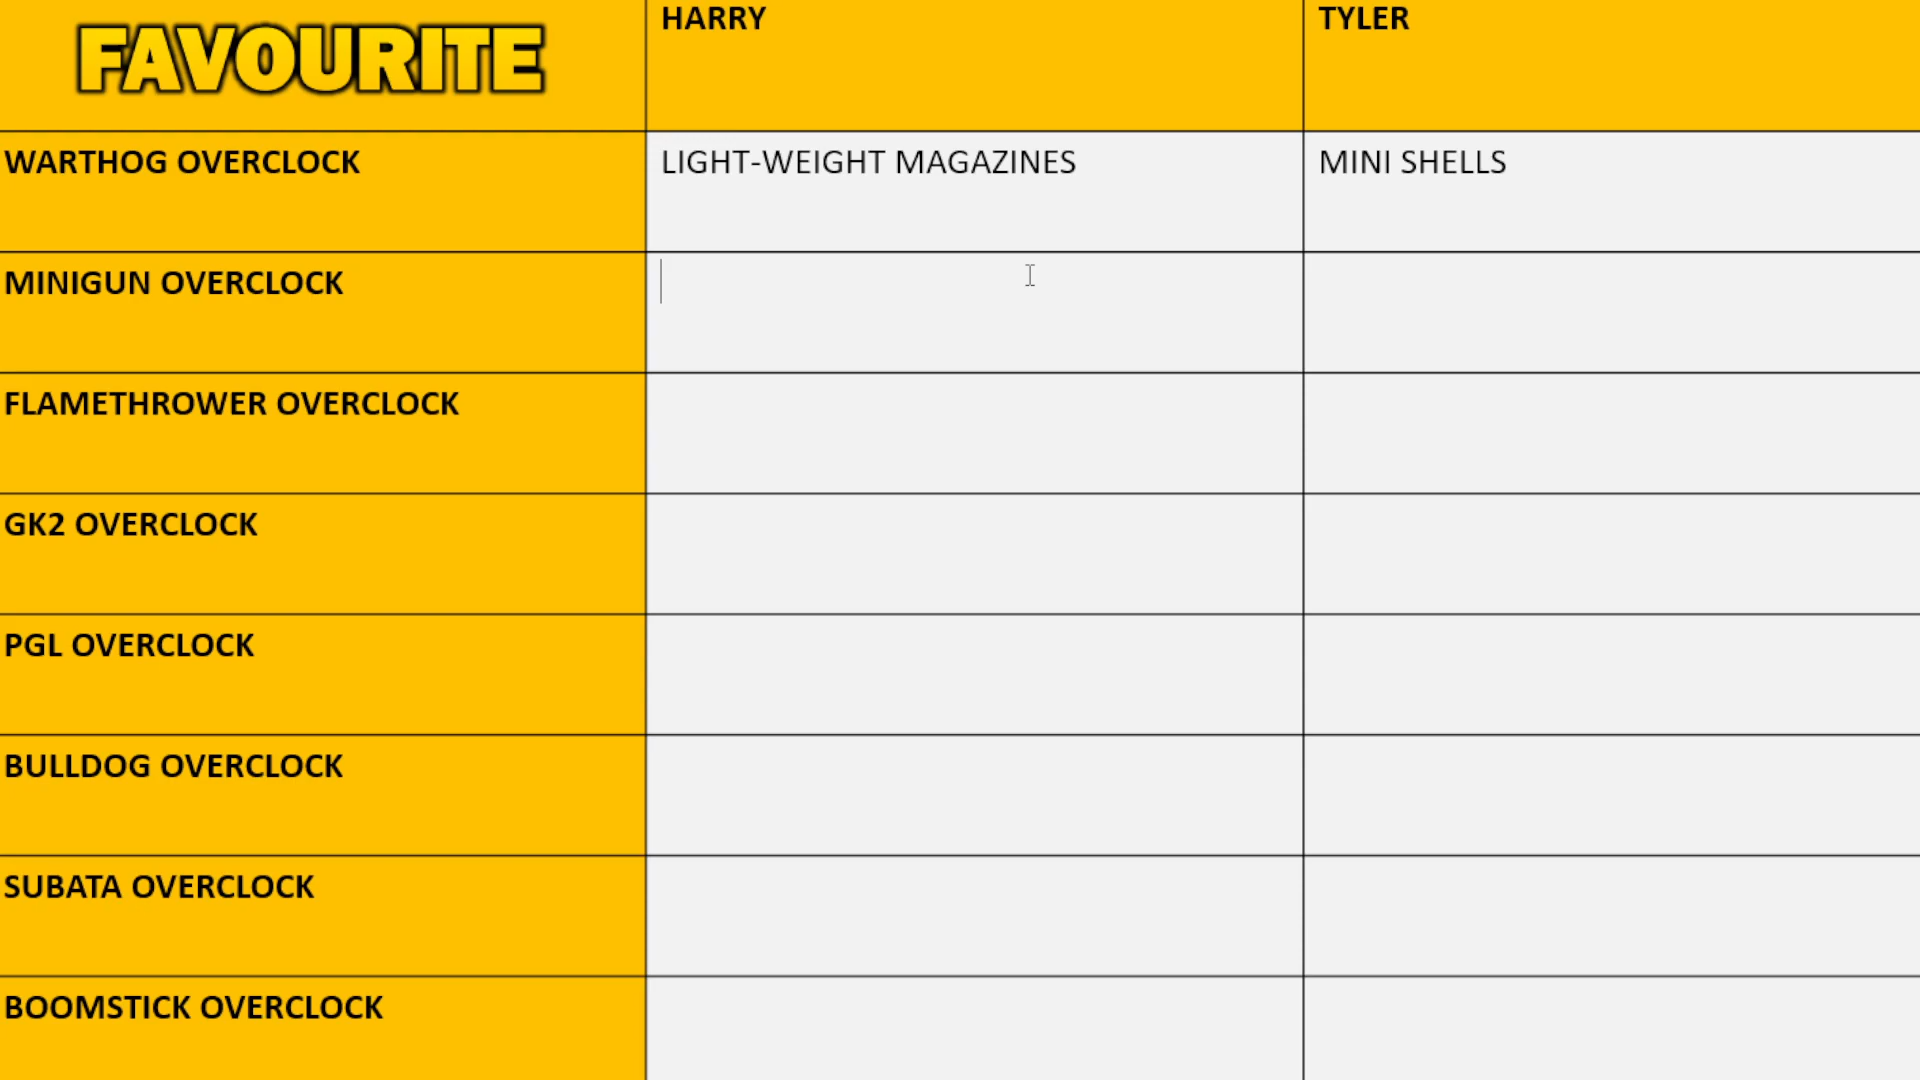 FAVOURITE
HARRY
TYLER
WARTHOG OVERCLOCK
LIGHT-WEIGHT MAGAZINES
MINI SHELLS
MINIGUN OVERCLOCK
FLAMETHROWER OVERCLOCK
GK2 OVERCLOCK
PGL OVERCLOCK
BULLDOG OVERCLOCK
SUBATA OVERCLOCK
BOOMSTICK OVERCLOCK